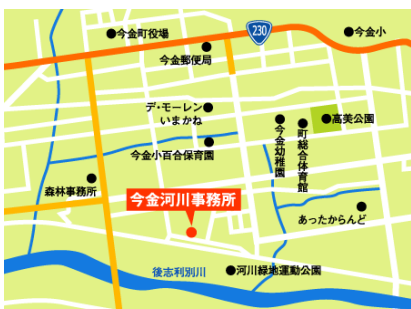 230
今金町役場
今金小
今金郵便局
デ・モーレン
いまかね
高美公園
今金幼稚園
町総合体育館
今金小百合保育園
森林事務所
今金河川事務所
あったからんど
後志利別川
河川緑地運動公園